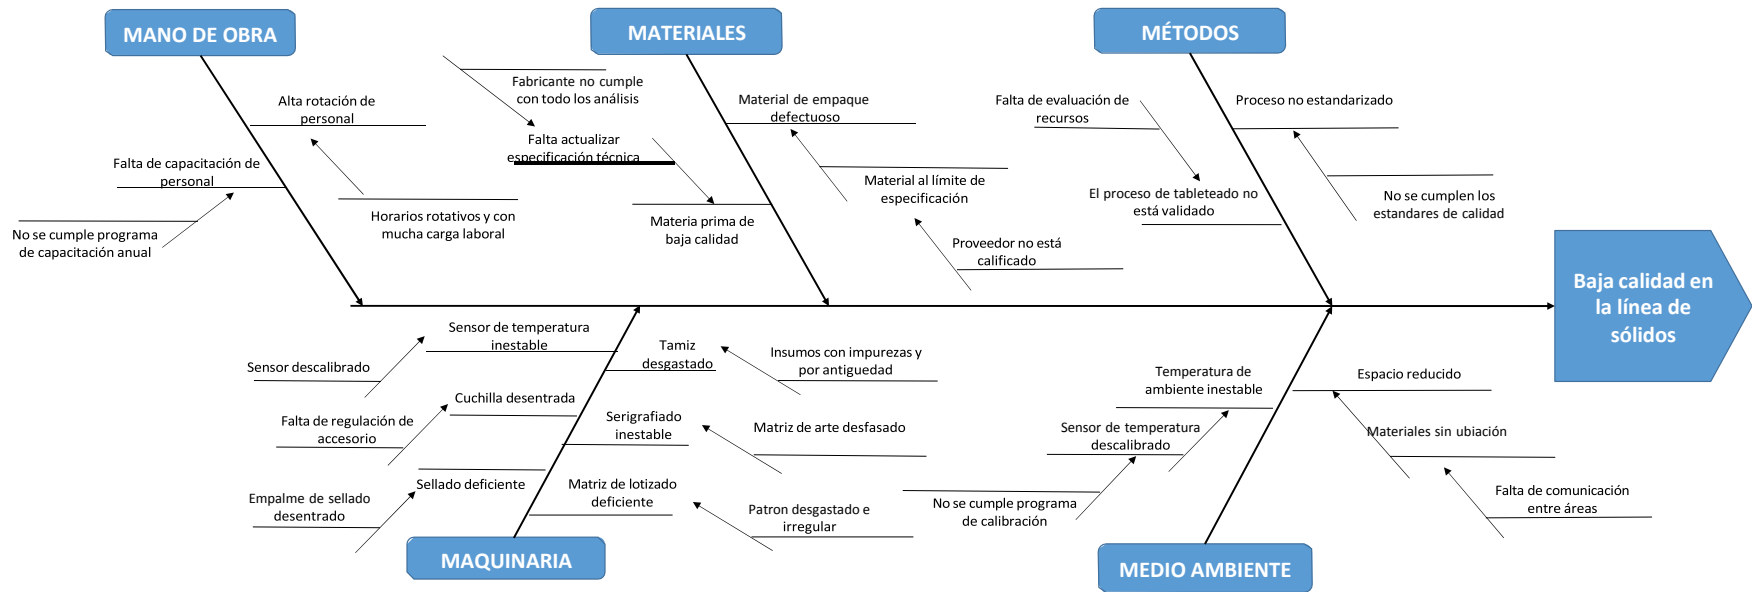 MANO DE OBRA
MATERIALES
MÉTODOS
Alta rotación de
personal
Falta de capacitación de
personal
No se cumple programa
de capacitación anual
Horarios rotativos y con
mucha carga laboral
Fabricante no cumple
con todo los análisis
Falta actualizar
especificación técnica
Materia prima de
baja calidad
Material de empaque
defectuoso
Material al límite de
especificación
Proveedor no está
calificado
Falta de evaluación de
recursos
El proceso de tableteado no
está validado
Proceso no estandarizado
No se cumplen los
estandares de calidad
Baja calidad en
la línea de
sólidos
Sensor de temperatura
inestable
Sensor descalibrado
Cuchilla desentrada
Falta de regulación de
accesorio
Sellado deficiente
Empalme de sellado
desentrado
Tamiz
desgastado
Insumos con impurezas y
por antiguedad
Serigrafiado
inestable
Matriz de arte desfasado
Matriz de lotizado
deficiente
Patron desgastado e
irregular
Temperatura de
ambiente inestable
Sensor de temperatura
descalibrado
No se cumple programa
de calibración
Espacio reducido
Materiales sin ubiación
Falta de comunicación
entre áreas
MAQUINARIA
MEDIO AMBIENTE